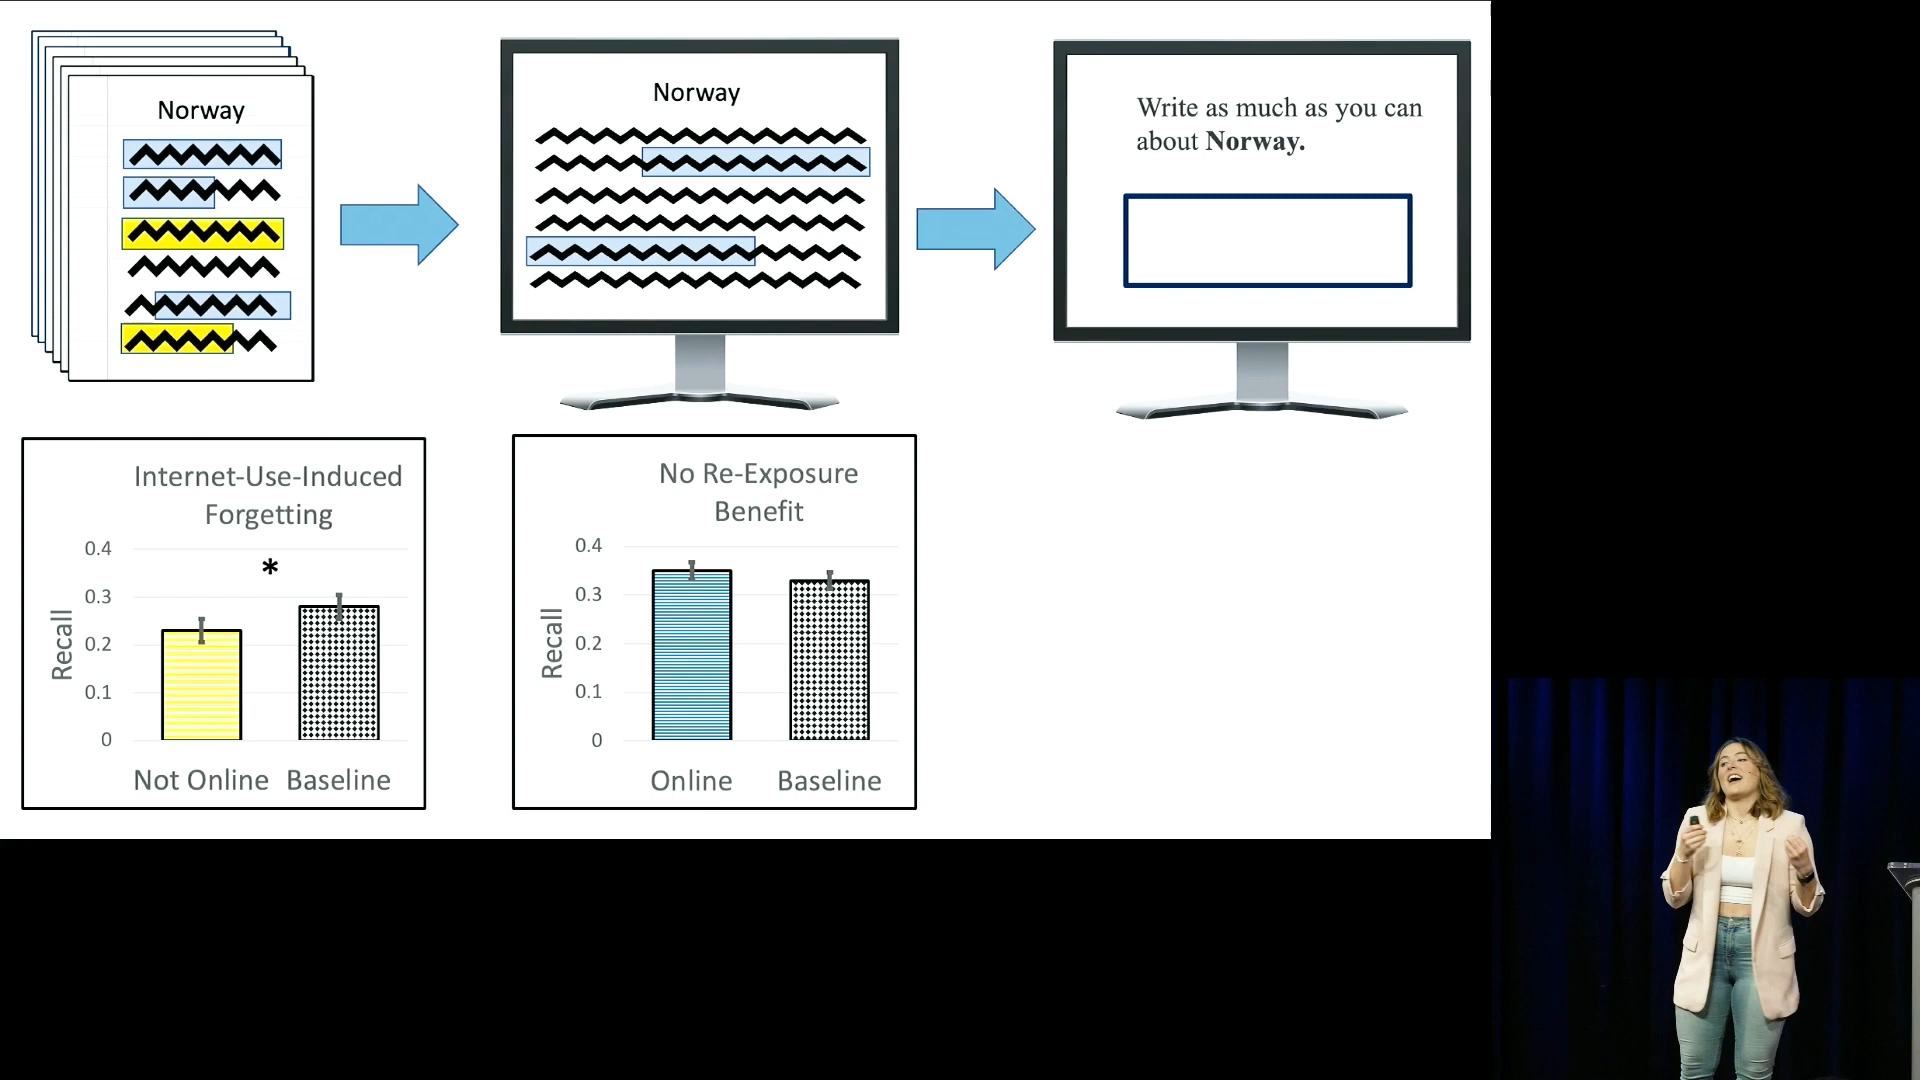 Norway
Norway
Write as much as you can
about Norway.
Internet-Use-Induced
Forgetting
0.4
*
0.3
0.2
0.1
0
Recall
Not Online
Baseline
No Re-Exposure
Benefit
0.4
0.3
0.2
0.1
0
Recall
Online
Baseline